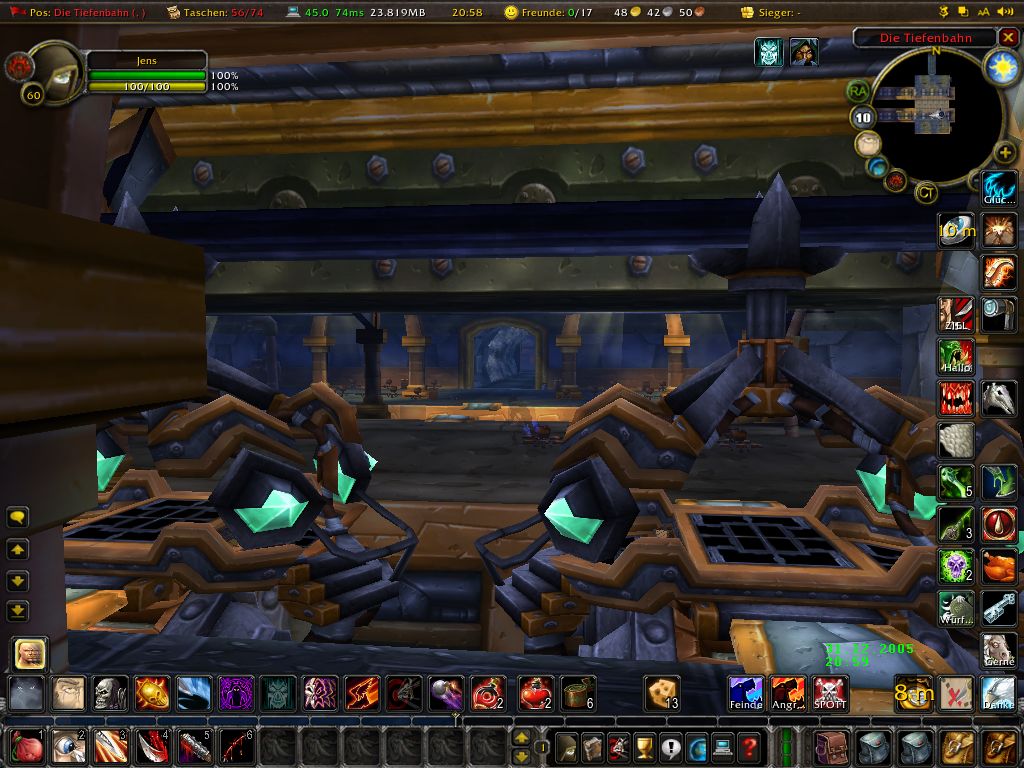 Pos: Die Tiefenbahn (, ) Taschen: 56/74 45.0 74ms 23.819MB 20:58 Freunde: 0/17 48 42 50 Sieger: -
Die Tiefenbahn
N
Jens
100%
100/100 100%
60
RA
10
CT
Gluc...
10 m
ZIEL
Hallo
5
3
2
Würf...
31.12.2005
20:59
Gerne
2
2
6
13
Feinde
Angr...
SPOTT
8 m
Danke
2 3 4 5 6
1